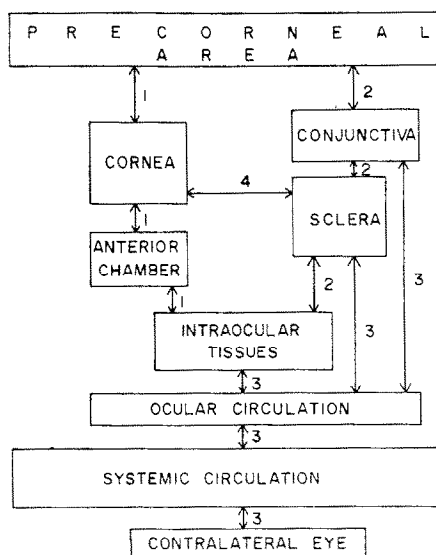 P R E C O R N E A L
A R E A
1
2
CORNEA
CONJUNCTIVA
4
2
1
SCLERA
ANTERIOR
CHAMBER
3
1
2
3
INTRAOCULAR
TISSUES
3
OCULAR CIRCULATION
3
SYSTEMIC CIRCULATION
3
CONTRALATERAL EYE